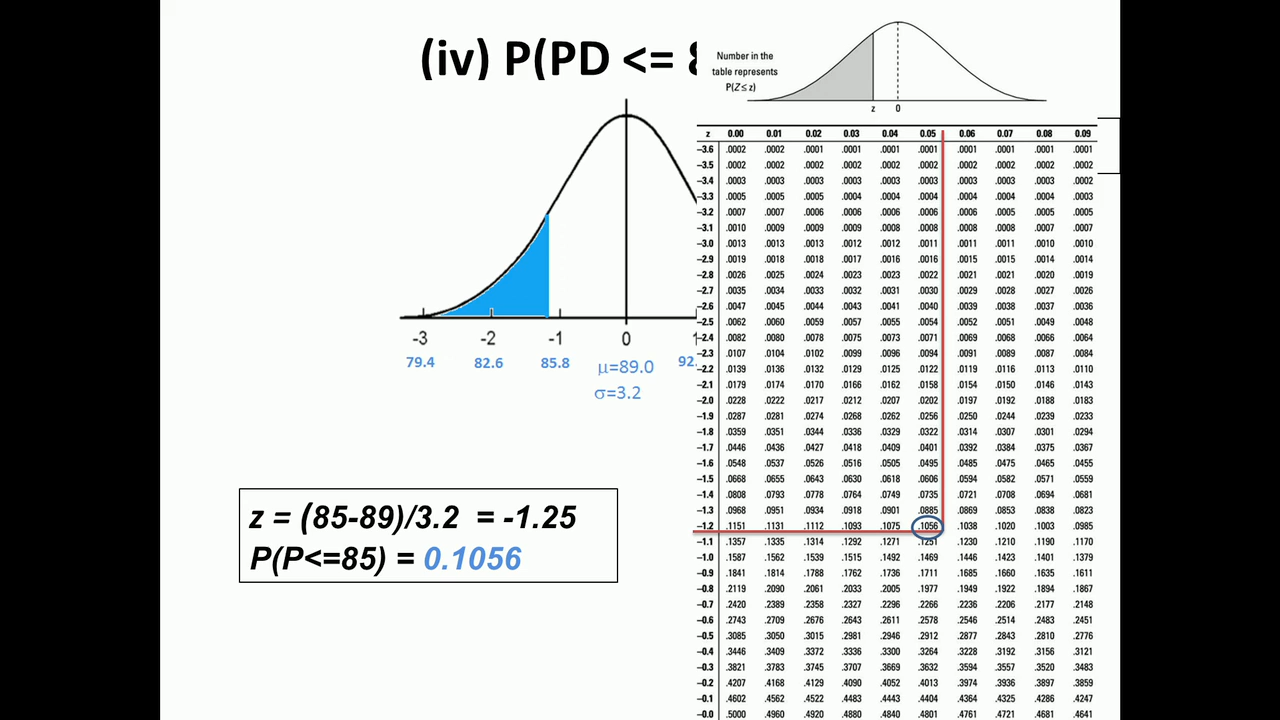 (iv) P(PD <= 8
Number in the
table represents
P(Z ≤ z)
z 0
-3 -2 -1 0 1
79.4 82.6 85.8 μ=89.0 92.
σ=3.2
z = (85-89)/3.2 = -1.25
P(P<=85) = 0.1056
z 0.00 0.01 0.02 0.03 0.04 0.05 0.06 0.07 0.08 0.09
–3.6 .0002 .0002 .0001 .0001 .0001 .0001 .0001 .0001 .0001 .0001
–3.5 .0002 .0002 .0002 .0002 .0002 .0002 .0002 .0002 .0002 .0002
–3.4 .0003 .0003 .0003 .0003 .0003 .0003 .0003 .0003 .0003 .0002
–3.3 .0005 .0005 .0005 .0004 .0004 .0004 .0004 .0004 .0004 .0003
–3.2 .0007 .0007 .0006 .0006 .0006 .0006 .0006 .0005 .0005 .0005
–3.1 .0010 .0009 .0009 .0009 .0008 .0008 .0008 .0008 .0007 .0007
–3.0 .0013 .0013 .0013 .0012 .0012 .0011 .0011 .0011 .0010 .0010
–2.9 .0019 .0018 .0018 .0017 .0016 .0016 .0015 .0015 .0014 .0014
–2.8 .0026 .0025 .0024 .0023 .0023 .0022 .0021 .0021 .0020 .0019
–2.7 .0035 .0034 .0033 .0032 .0031 .0030 .0029 .0028 .0027 .0026
–2.6 .0047 .0045 .0044 .0043 .0041 .0040 .0039 .0038 .0037 .0036
–2.5 .0062 .0060 .0059 .0057 .0055 .0054 .0052 .0051 .0049 .0048
–2.4 .0082 .0080 .0078 .0075 .0073 .0071 .0069 .0068 .0066 .0064
–2.3 .0107 .0104 .0102 .0099 .0096 .0094 .0091 .0089 .0087 .0084
–2.2 .0139 .0136 .0132 .0129 .0125 .0122 .0119 .0116 .0113 .0110
–2.1 .0179 .0174 .0170 .0166 .0162 .0158 .0154 .0150 .0146 .0143
–2.0 .0228 .0222 .0217 .0212 .0207 .0202 .0197 .0192 .0188 .0183
–1.9 .0287 .0281 .0274 .0268 .0262 .0256 .0250 .0244 .0239 .0233
–1.8 .0359 .0351 .0344 .0336 .0329 .0322 .0314 .0307 .0301 .0294
–1.7 .0446 .0436 .0427 .0418 .0409 .0401 .0392 .0384 .0375 .0367
–1.6 .0548 .0537 .0526 .0516 .0505 .0495 .0485 .0475 .0465 .0455
–1.5 .0668 .0655 .0643 .0630 .0618 .0606 .0594 .0582 .0571 .0559
–1.4 .0808 .0793 .0778 .0764 .0749 .0735 .0721 .0708 .0694 .0681
–1.3 .0968 .0951 .0934 .0918 .0901 .0885 .0869 .0853 .0838 .0823
–1.2 .1151 .1131 .1112 .1093 .1075 .1056 .1038 .1020 .1003 .0985
–1.1 .1357 .1335 .1314 .1292 .1271 .1251 .1230 .1210 .1190 .1170
–1.0 .1587 .1562 .1539 .1515 .1492 .1469 .1446 .1423 .1401 .1379
–0.9 .1841 .1814 .1788 .1762 .1736 .1711 .1685 .1660 .1635 .1611
–0.8 .2119 .2090 .2061 .2033 .2005 .1977 .1949 .1922 .1894 .1867
–0.7 .2420 .2389 .2358 .2327 .2296 .2266 .2236 .2206 .2177 .2148
–0.6 .2743 .2709 .2676 .2643 .2611 .2578 .2546 .2514 .2483 .2451
–0.5 .3085 .3050 .3015 .2981 .2946 .2912 .2877 .2843 .2810 .2776
–0.4 .3446 .3409 .3372 .3336 .3300 .3264 .3228 .3192 .3156 .3121
–0.3 .3821 .3783 .3745 .3707 .3669 .3632 .3594 .3557 .3520 .3483
–0.2 .4207 .4168 .4129 .4090 .4052 .4013 .3974 .3936 .3897 .3859
–0.1 .4602 .4562 .4522 .4483 .4443 .4404 .4364 .4325 .4286 .4247
–0.0 .5000 .4960 .4920 .4880 .4840 .4801 .4761 .4721 .4681 .4641